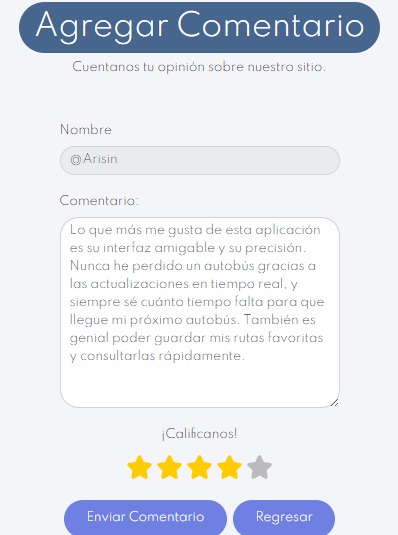 Agregar Comentario
Cuentanos tu opinión sobre nuestro sitio.
Nombre
@Arisin
Comentario:
Lo que más me gusta de esta aplicación
es su interfaz amigable y su precisión.
Nunca he perdido un autobús gracias a
las actualizaciones en tiempo real, y
siempre sé cuánto tiempo falta para que
llegue mi próximo autobús. También es
genial poder guardar mis rutas favoritas
y consultarlas rápidamente.
¡Calificanos!
Enviar Comentario
Regresar